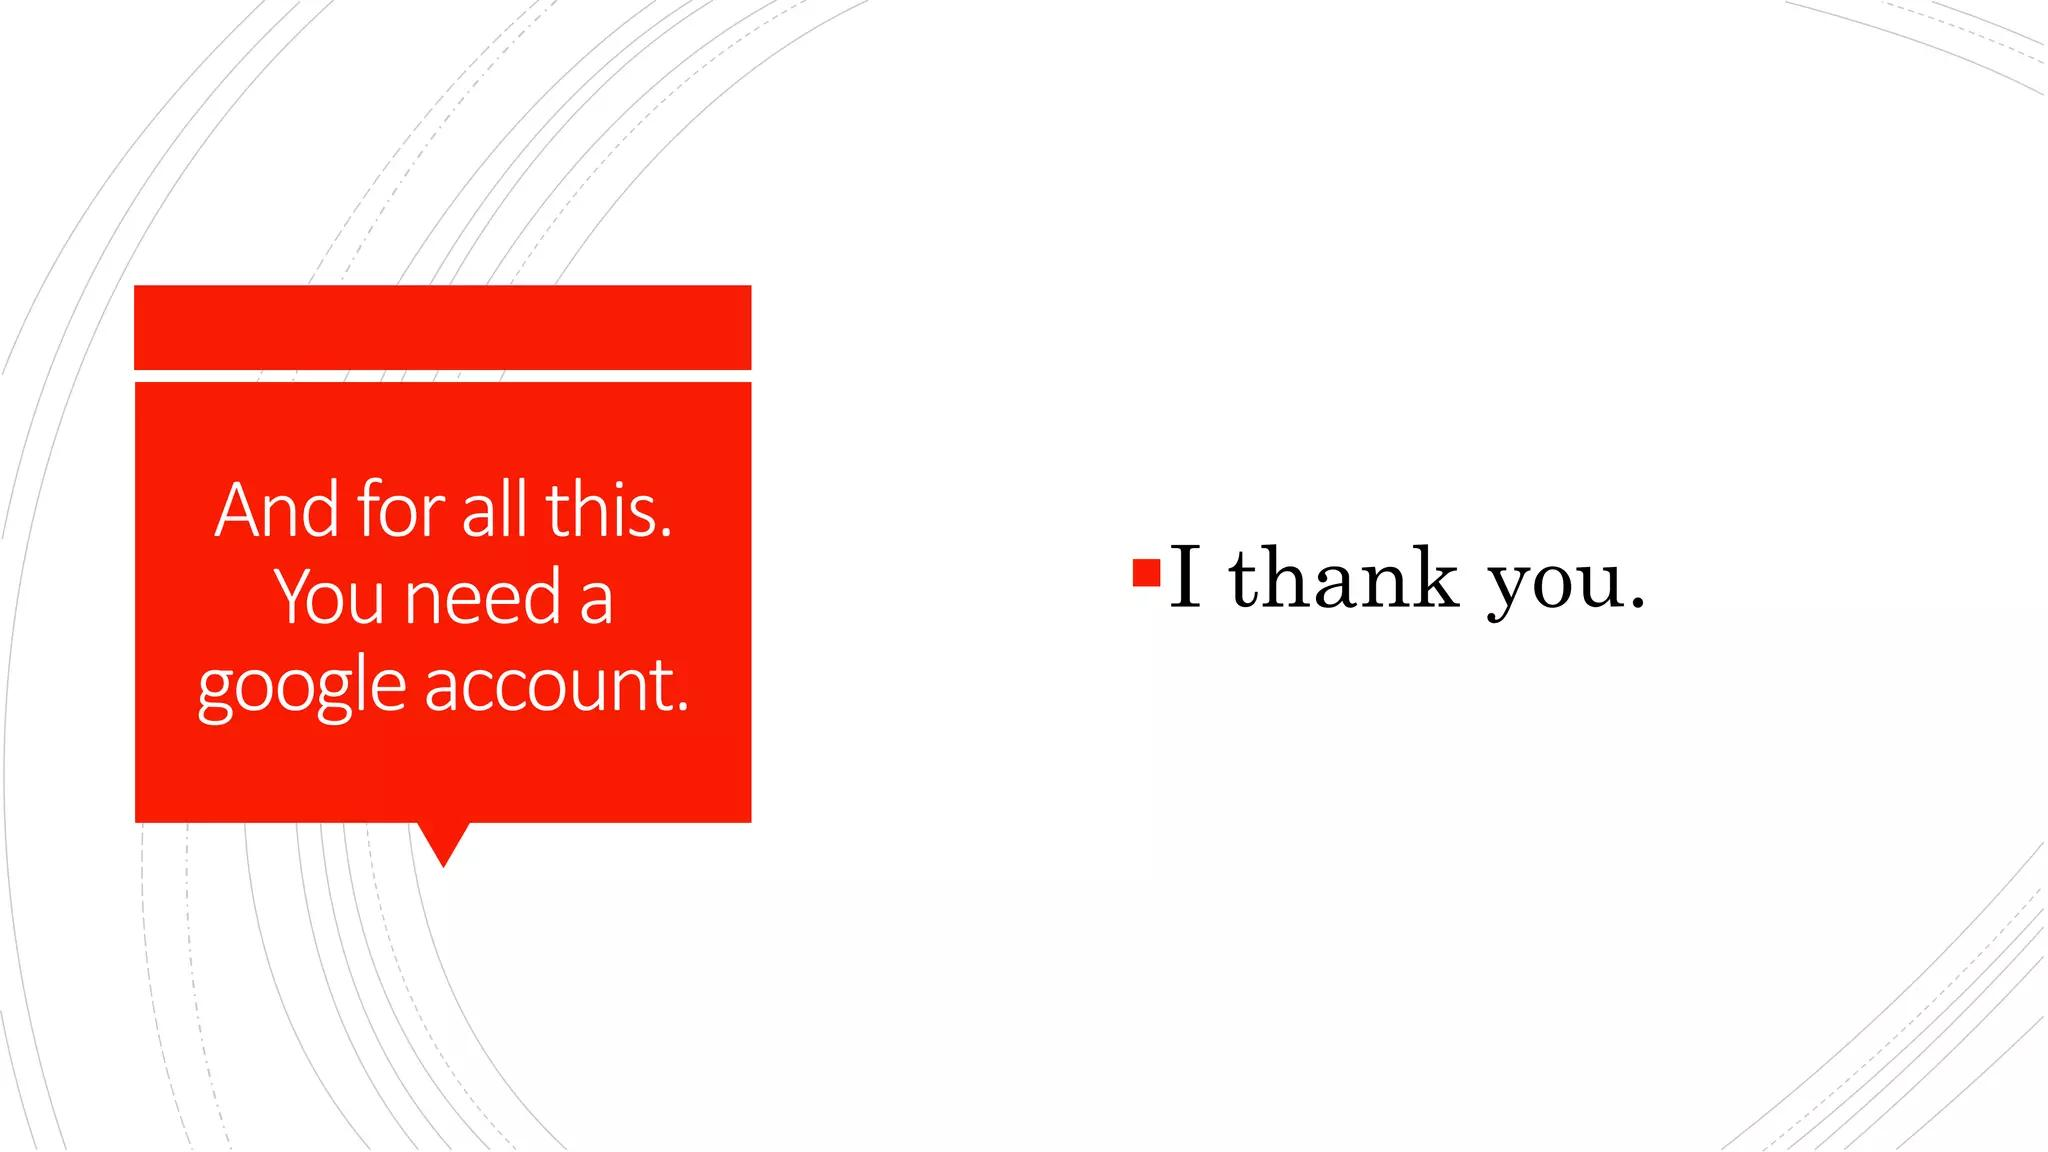 And for all this.
You need a
google account.
I thank you.